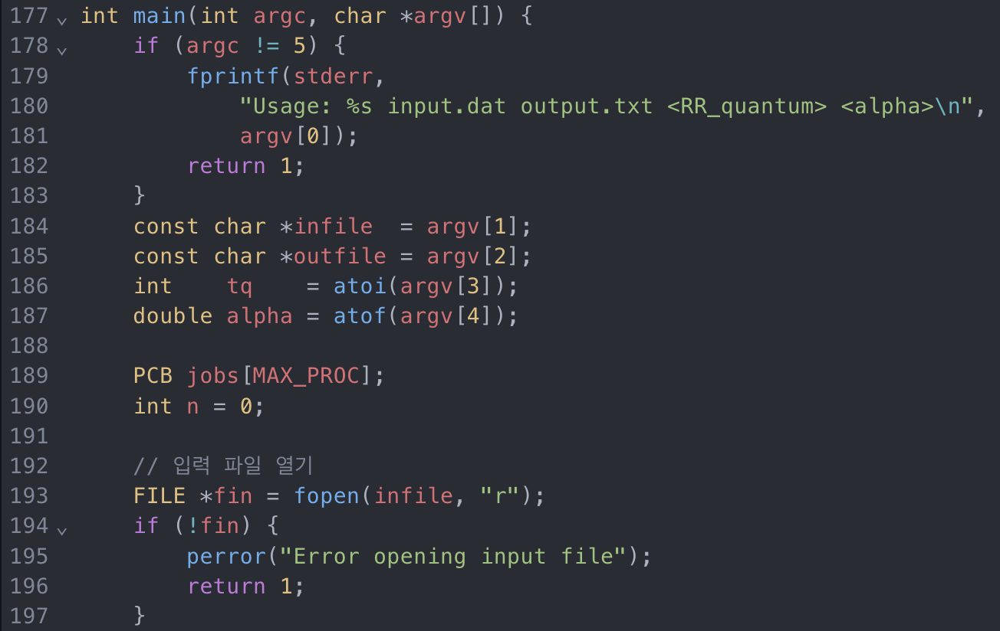 177 int main(int argc, char *argv[]) {
178     if (argc != 5) {
179         fprintf(stderr,
180             "Usage: %s input.dat output.txt <RR_quantum> <alpha>\n",
181             argv[0]);
182         return 1;
183     }
184     const char *infile  = argv[1];
185     const char *outfile = argv[2];
186     int    tq    = atoi(argv[3]);
187     double alpha = atof(argv[4]);
188
189     PCB jobs[MAX_PROC];
190     int n = 0;
191
192     // 입력 파일 열기
193     FILE *fin = fopen(infile, "r");
194     if (!fin) {
195         perror("Error opening input file");
196         return 1;
197     }